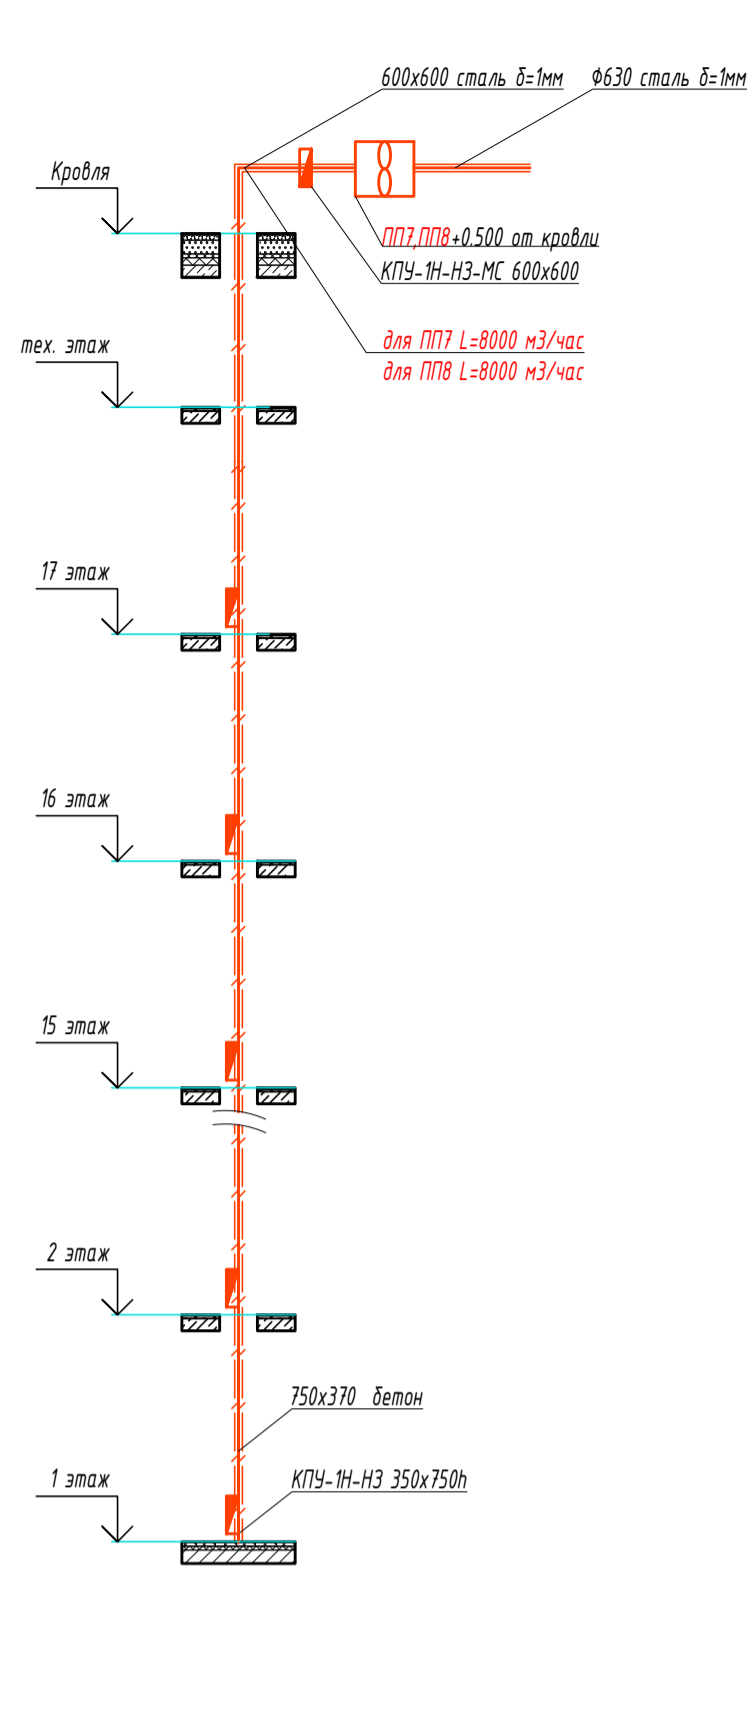 600х600 сталь δ=1мм
Ф630 сталь δ=1мм
Кровля
ПП7,ПП8+0.500 от кровли
КПУ-1Н-НЗ-МС 600х600
для ПП7 L=8000 м3/час
тех. этаж
для ПП8 L=8000 м3/час
17 этаж
16 этаж
15 этаж
2 этаж
750х370 бетон
1 этаж
КПУ-1Н-НЗ 350х750h